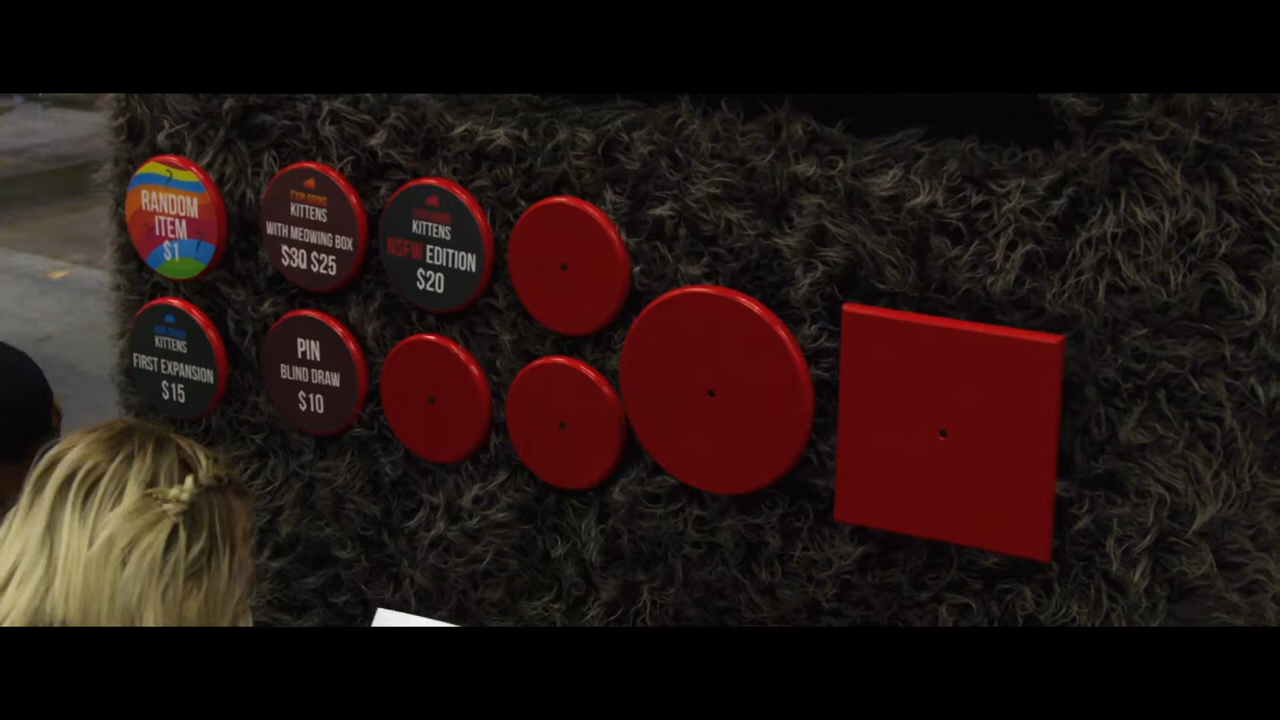 RANDOM
ITEM
$1
EXPLODING
KITTENS
WITH MEOWING BOX
$30 $25
KITTENS
NSFW EDITION
$20
KITTENS
FIRST EXPANSION
$15
PIN
BLIND DRAW
$10